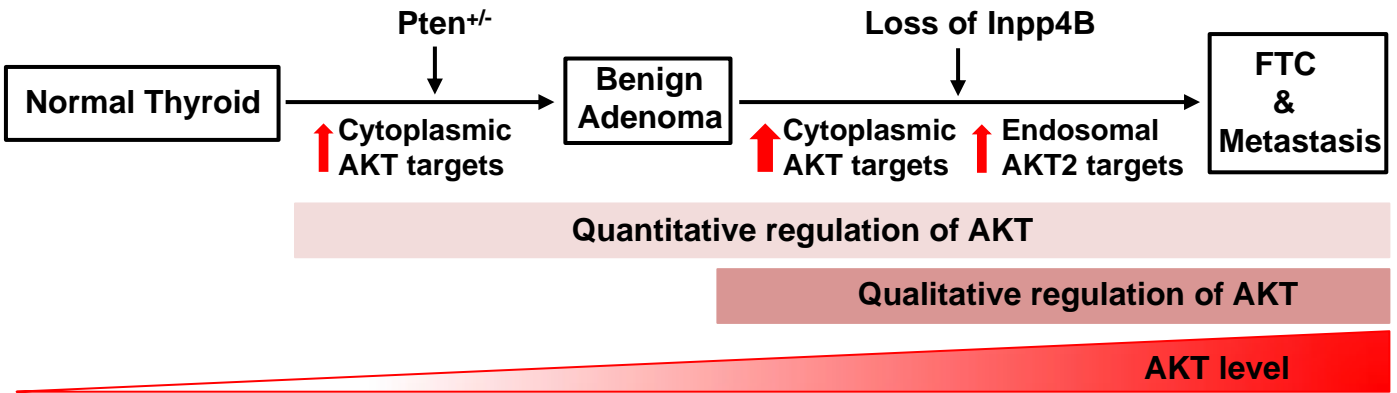 Pten+/-
Loss of Inpp4B
Normal Thyroid
Benign
Adenoma
FTC
&
Metastasis
Cytoplasmic
AKT targets
Cytoplasmic
AKT targets
Endosomal
AKT2 targets
Quantitative regulation of AKT
Qualitative regulation of AKT
AKT level